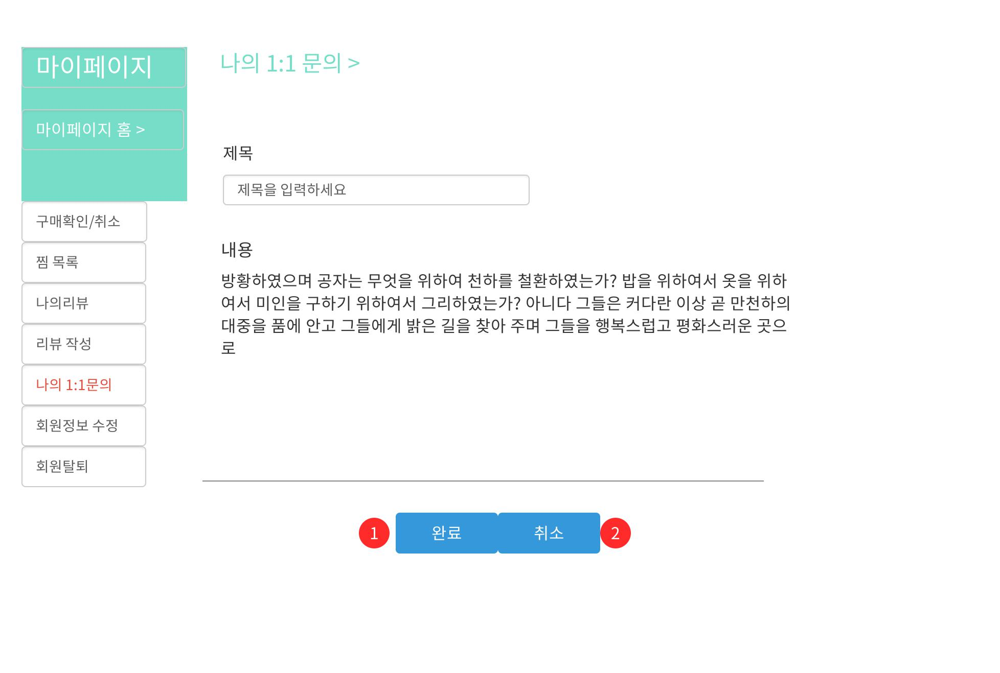 마이페이지
마이페이지 홈 >
구매확인/취소
찜 목록
나의리뷰
리뷰 작성
나의 1:1문의
회원정보 수정
회원탈퇴
나의 1:1 문의 >
제목
제목을 입력하세요
내용
방황하였으며 공자는 무엇을 위하여 천하를 철환하였는가? 밥을 위하여서 옷을 위하
여서 미인을 구하기 위하여서 그리하였는가? 아니다 그들은 커다란 이상 곧 만천하의
대중을 품에 안고 그들에게 밝은 길을 찾아 주며 그들을 행복스럽고 평화스러운 곳으
로
1 완료 취소 2